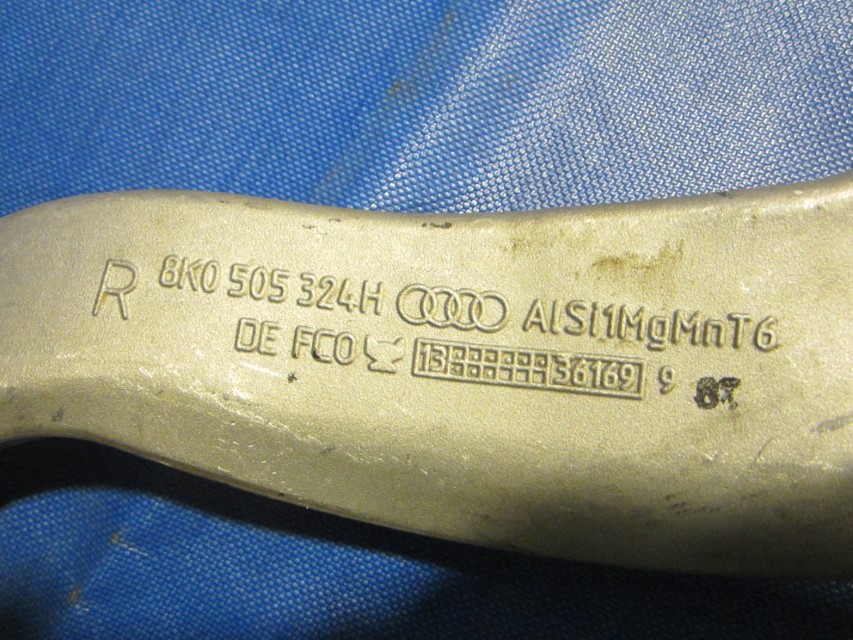 R 8K0 505 324H AlSi1MgMnT6
DE FCO 13 36169 9